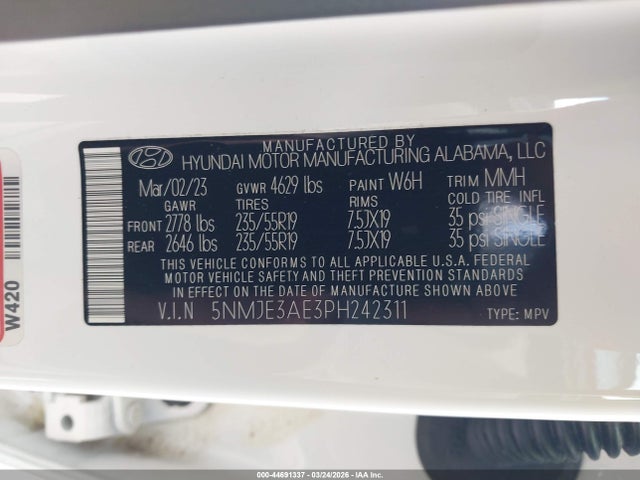 MANUFACTURED BY
HYUNDAI MOTOR MANUFACTURING ALABAMA, LLC
Mar/02/23 GVWR 4629 lbs PAINT W6H TRIM MMH
GAWR TIRES RIMS COLD TIRE INFL
FRONT 2778 lbs 235/55R19 7.5JX19 35 psi SINGLE
REAR 2646 lbs 235/55R19 7.5JX19 35 psi SINGLE
THIS VEHICLE CONFORMS TO ALL APPLICABLE U.S.A. FEDERAL
MOTOR VEHICLE SAFETY AND THEFT PREVENTION STANDARDS
IN EFFECT ON THE DATE OF MANUFACTURE SHOWN ABOVE.
V.I.N 5NMJE3AE3PH242311 TYPE: MPV
W420
000-44691337 | 03/24/2026 - COPYRIGHT IAA, LLC.